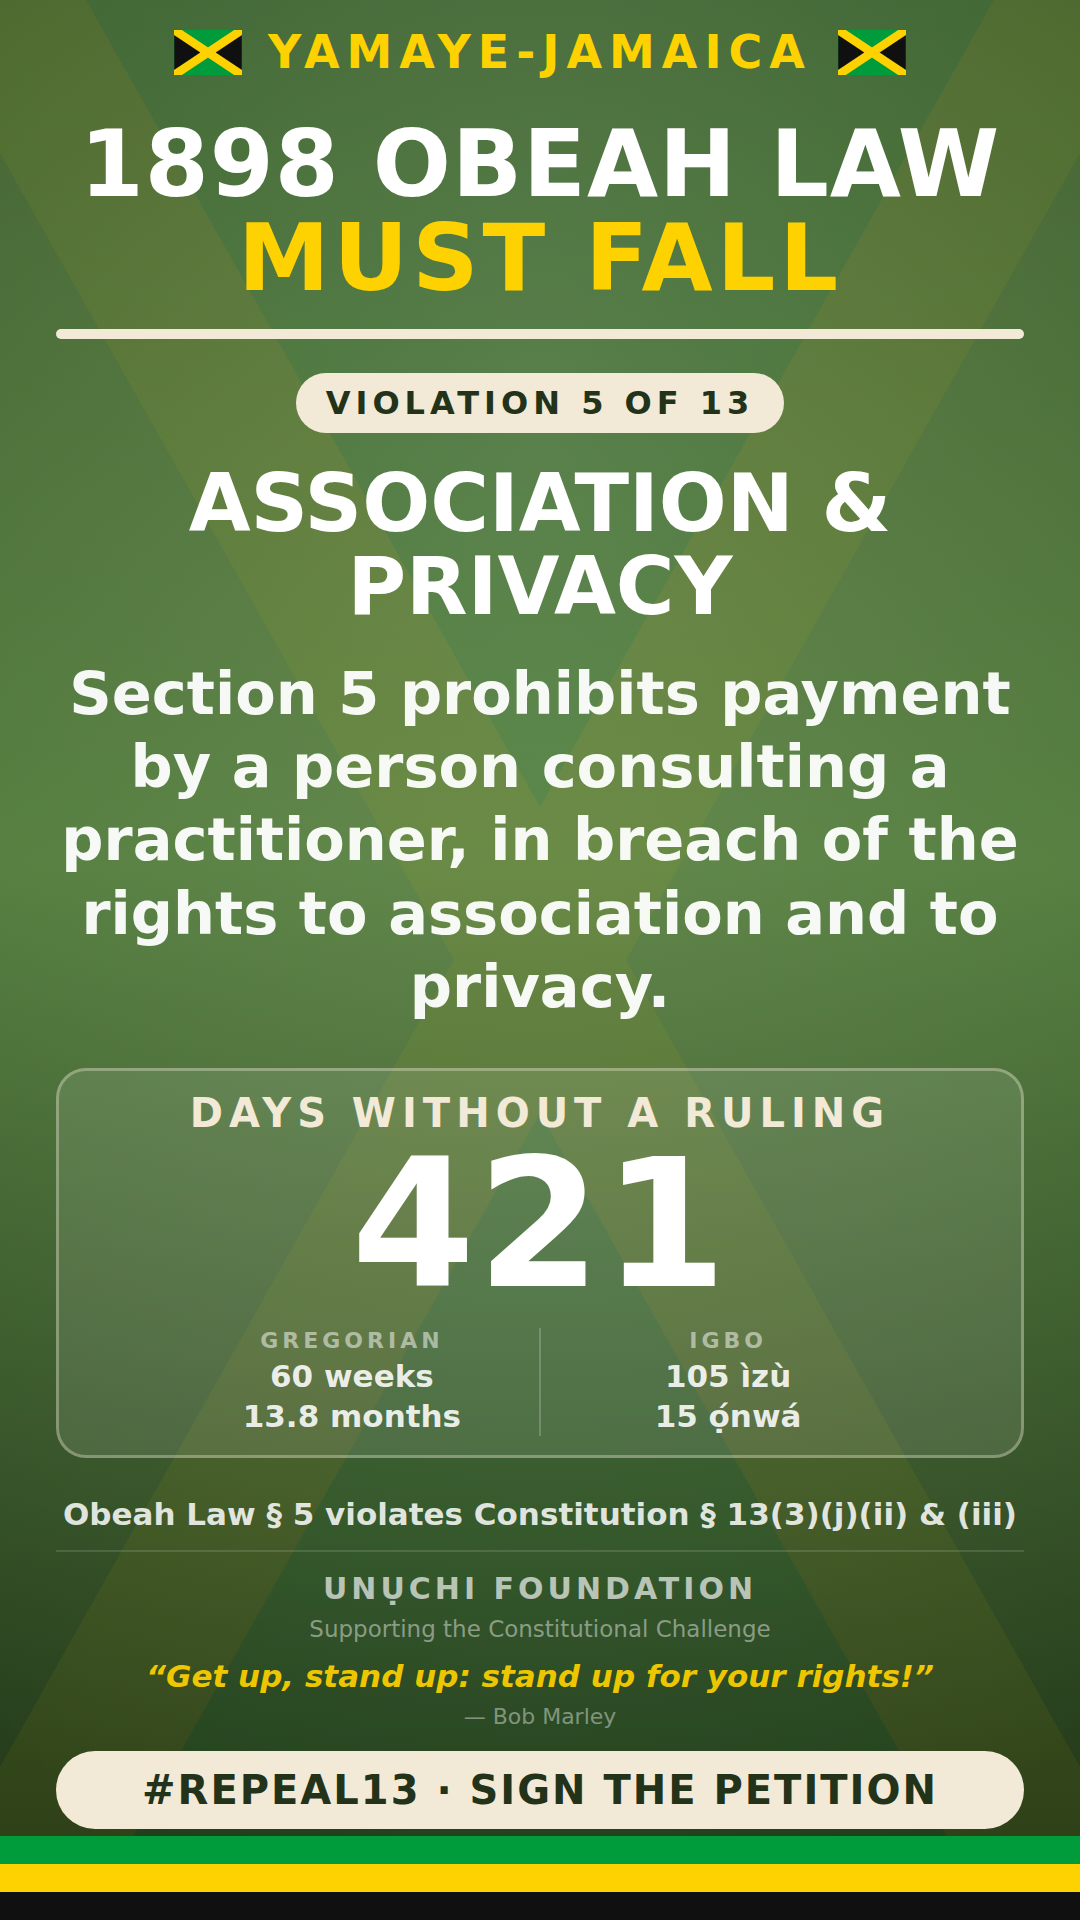 YAMAYE-JAMAICA
1898 OBEAH LAW
MUST FALL
VIOLATION 5 OF 13
ASSOCIATION &
PRIVACY
Section 5 prohibits payment
by a person consulting a
practitioner, in breach of the
rights to association and to
privacy.
DAYS WITHOUT A RULING
421
GREGORIAN
60 weeks
13.8 months
IGBO
105 ìzù
15 ọ́nwá
Obeah Law § 5 violates Constitution § 13(3)(j)(ii) & (iii)
UNỤCHI FOUNDATION
Supporting the Constitutional Challenge
“Get up, stand up: stand up for your rights!”
— Bob Marley
#REPEAL13 · SIGN THE PETITION